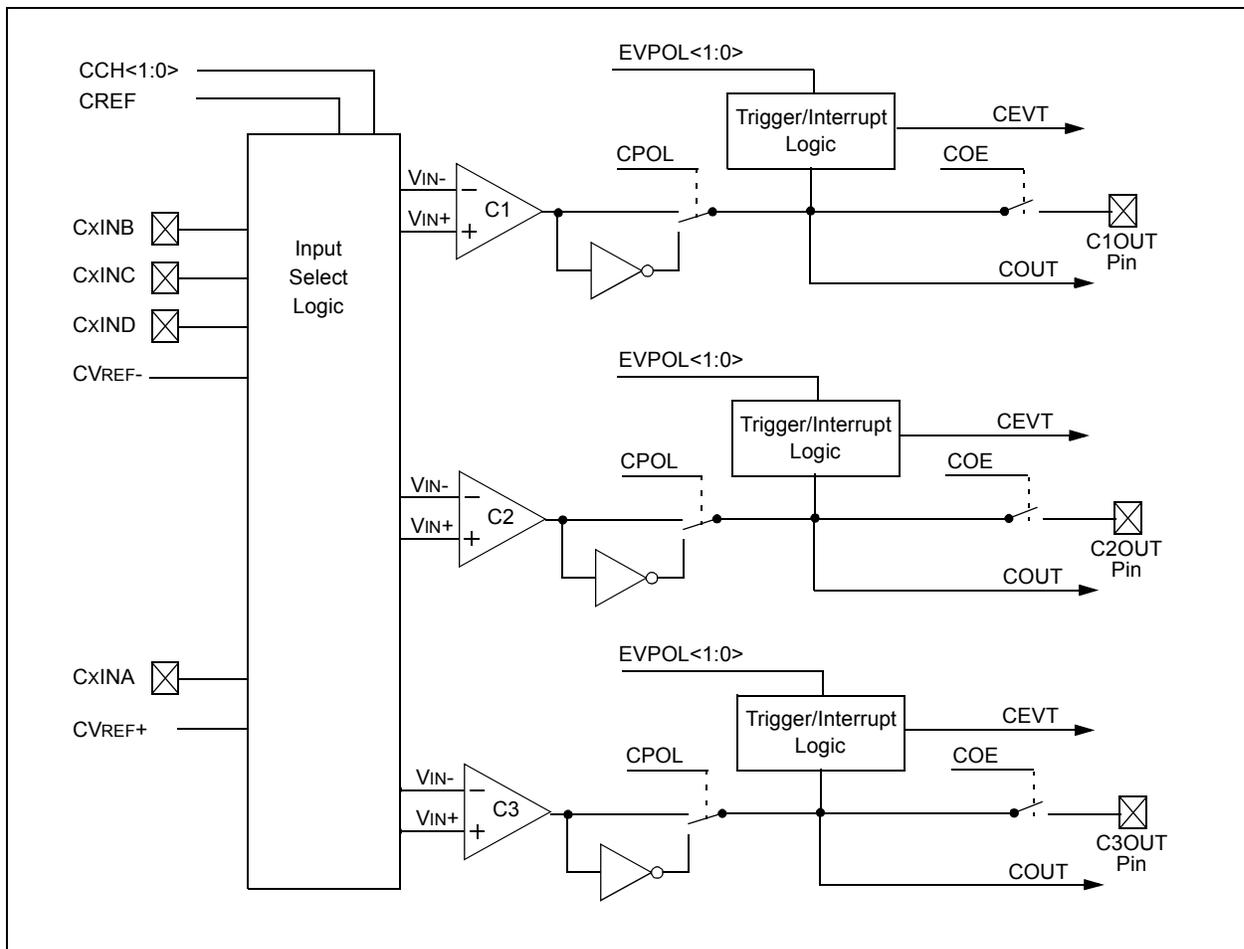 CCH<1:0>
CREF
CxINB
CxINC
CxIND
CVREF-
CxINA
CVREF+
Input
Select
Logic
EVPOL<1:0>
Trigger/Interrupt
Logic
CEVT
CPOL
COE
VIN-
VIN+
−
+
C1
C1OUT
Pin
COUT
EVPOL<1:0>
Trigger/Interrupt
Logic
CEVT
CPOL
COE
VIN-
VIN+
−
+
C2
C2OUT
Pin
COUT
EVPOL<1:0>
Trigger/Interrupt
Logic
CEVT
CPOL
COE
VIN-
VIN+
−
+
C3
C3OUT
Pin
COUT